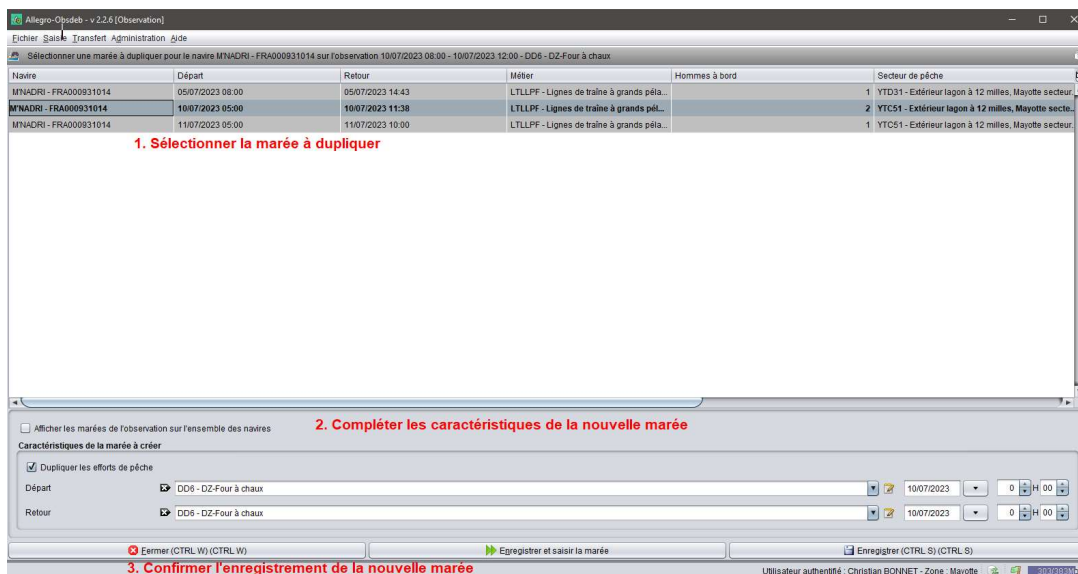 Allegro-Obsdeb - v 2.2.6 [Observation]
Fichier Saisie Transfert Administration Aide
Sélectionner une marée à dupliquer pour le navire M'NADRI - FRA000931014 sur l'observation 10/07/2023 08:00 - 10/07/2023 12:00 - DD6 - DZ-Four à chaux
Navire Départ Retour Métier Hommes à bord Secteur de pêche
M'NADRI - FRA000931014 05/07/2023 08:00 05/07/2023 14:43 LTLLPF - Lignes de traîne à grands péla... 1 YTD31 - Extérieur lagon à 12 milles, Mayotte secteur.
M'NADRI - FRA000931014 10/07/2023 05:00 10/07/2023 11:38 LTLLPF - Lignes de traîne à grands pél... 2 YTC51 - Extérieur lagon à 12 milles, Mayotte secte..
M'NADRI - FRA000931014 11/07/2023 05:00 11/07/2023 10:00 LTLLPF - Lignes de traîne à grands péla... 1 YTC51 - Extérieur lagon à 12 milles, Mayotte secteur.
1. Sélectionner la marée à dupliquer
Afficher les marées de l'observation sur l'ensemble des navires
2. Compléter les caractéristiques de la nouvelle marée
Caractéristiques de la marée à créer
Dupliquer les efforts de pêche
Départ DD6 - DZ-Four à chaux 10/07/2023 0 H 00
Retour DD6 - DZ-Four à chaux 10/07/2023 0 H 00
Fermer (CTRL W) (CTRL W) Enregistrer et saisir la marée Enregistrer (CTRL S) (CTRL S)
3. Confirmer l'enregistrement de la nouvelle marée
Utilisateur authentifié : Christian BONNET - Zone : Mayotte 303/383M